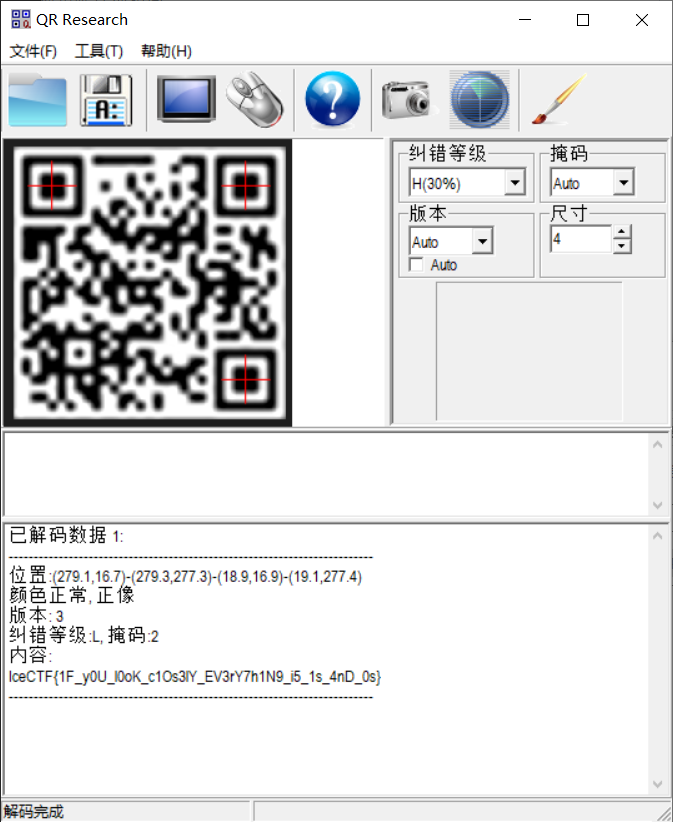 QR Research
文件(F) 工具(T) 帮助(H)
A:
?
纠错等级
掩码
H(30%)
Auto
版本
尺寸
Auto
4
Auto
已解码数据 1:
---------------------------------------------------------------------------
位置:(279.1,16.7)-(279.3,277.3)-(18.9,16.9)-(19.1,277.4)
颜色正常, 正像
版本: 3
纠错等级:L, 掩码:2
内容:
IceCTF{1F_y0U_l0oK_c1Os3lY_EV3rY7h1N9_i5_1s_4nD_0s}
---------------------------------------------------------------------------
解码完成